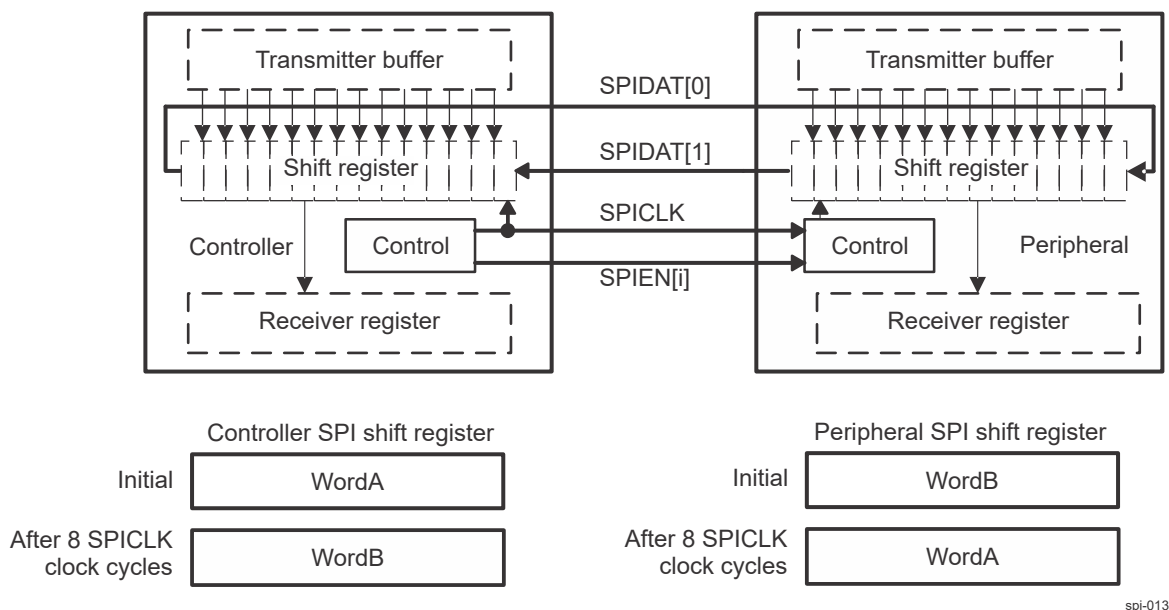 Transmitter buffer
Transmitter buffer
SPIDAT[0]
SPIDAT[1]
Shift register
Shift register
SPICLK
Controller
Control
Control
Peripheral
SPIEN[i]
Receiver register
Receiver register
Controller SPI shift register
Peripheral SPI shift register
Initial
WordA
Initial
WordB
After 8 SPICLK
clock cycles
WordB
After 8 SPICLK
clock cycles
WordA
spi-013